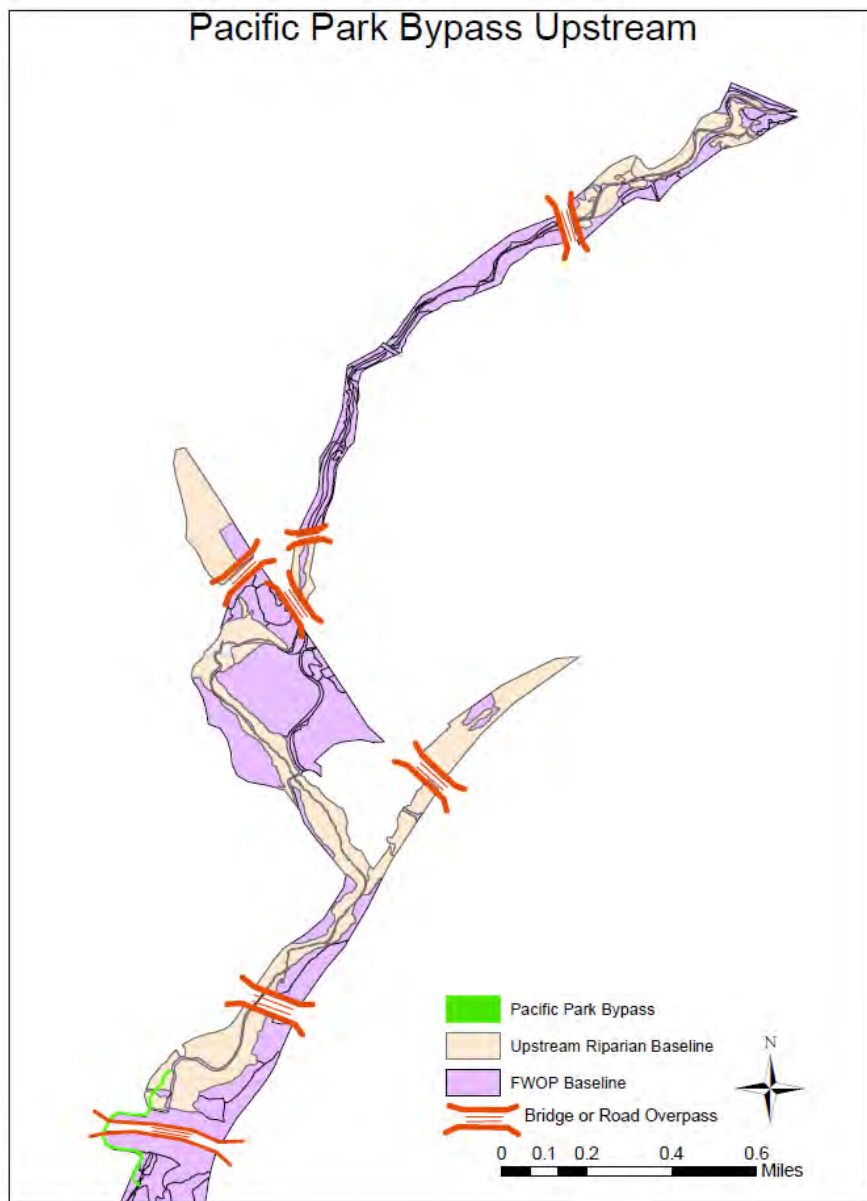 Pacific Park Bypass Upstream
Pacific Park Bypass
Upstream Riparian Baseline
FWOP Baseline
Bridge or Road Overpass
N
0 0.1 0.2 0.4 0.6
Miles